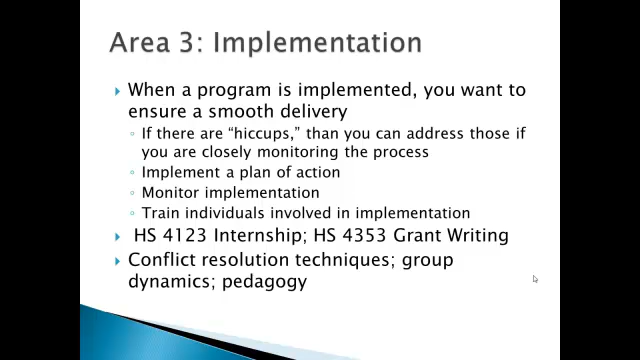 Area 3: Implementation
When a program is implemented, you want to
ensure a smooth delivery
If there are “hiccups,” than you can address those if
you are closely monitoring the process
Implement a plan of action
Monitor implementation
Train individuals involved in implementation
HS 4123 Internship; HS 4353 Grant Writing
Conflict resolution techniques; group
dynamics; pedagogy